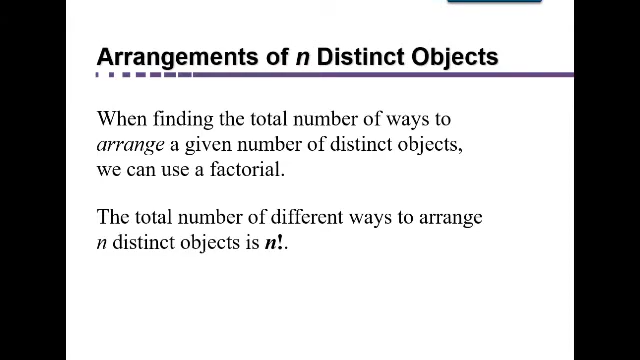 Arrangements of n Distinct Objects
When finding the total number of ways to
arrange a given number of distinct objects,
we can use a factorial.
The total number of different ways to arrange
n distinct objects is n!.